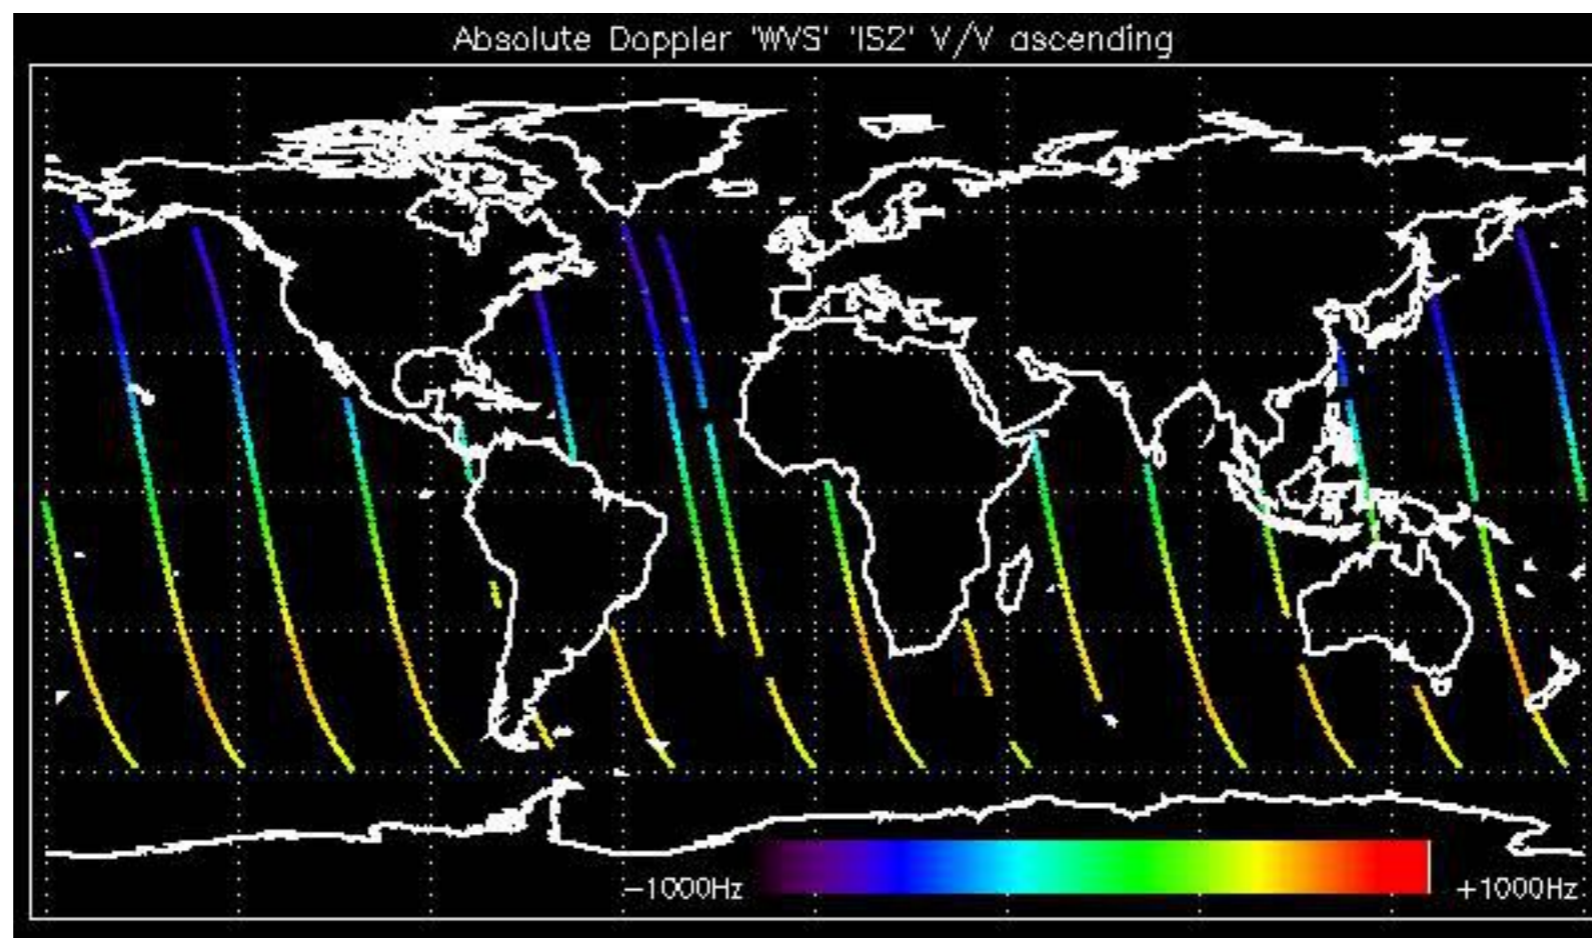 Absolute Doppler 'WVS' 'IS2' V/V ascending
-1000Hz +1000Hz